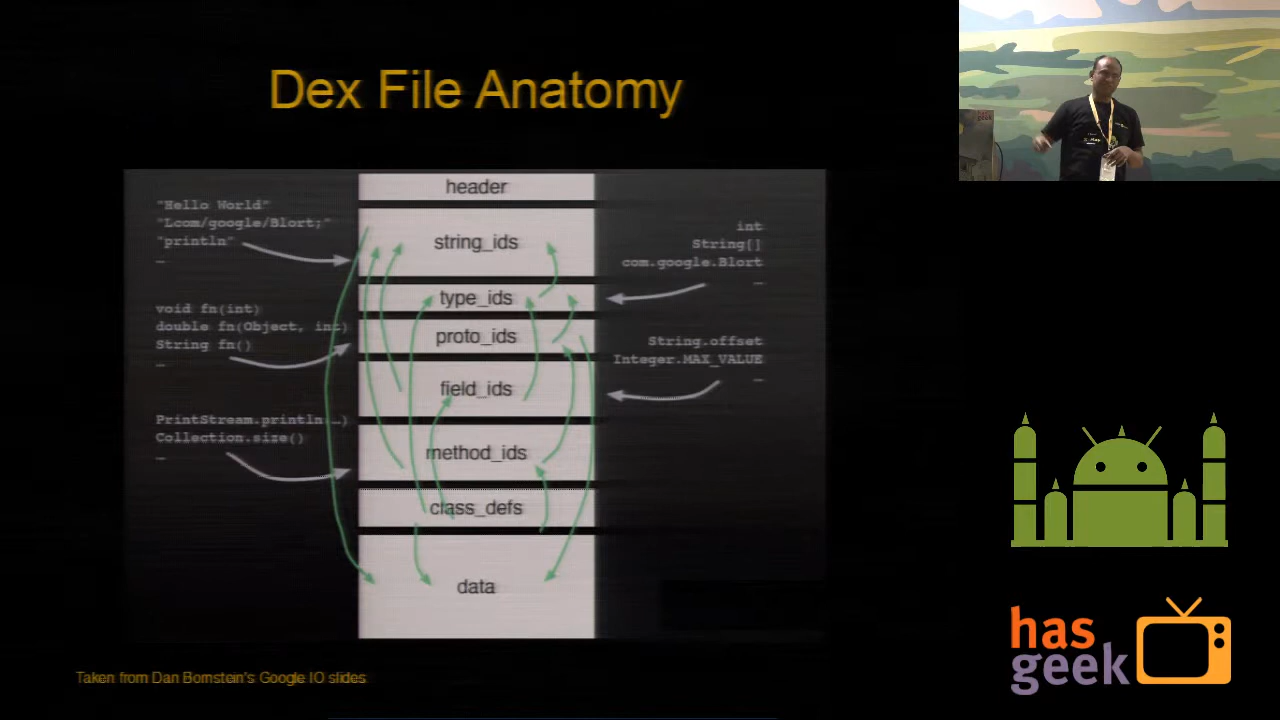 Dex File Anatomy
header
"Hello World"
"Lcom/google/Blort;"
"println"
…
string_ids
int
String[]
com.google.Blort
…
type_ids
void fn(int)
double fn(Object, int)
String fn()
…
proto_ids
String.offset
Integer.MAX_VALUE
…
field_ids
PrintStream.println(…)
Collection.size()
…
method_ids
class_defs
data
Taken from Dan Bornstein's Google IO slides
has
geek